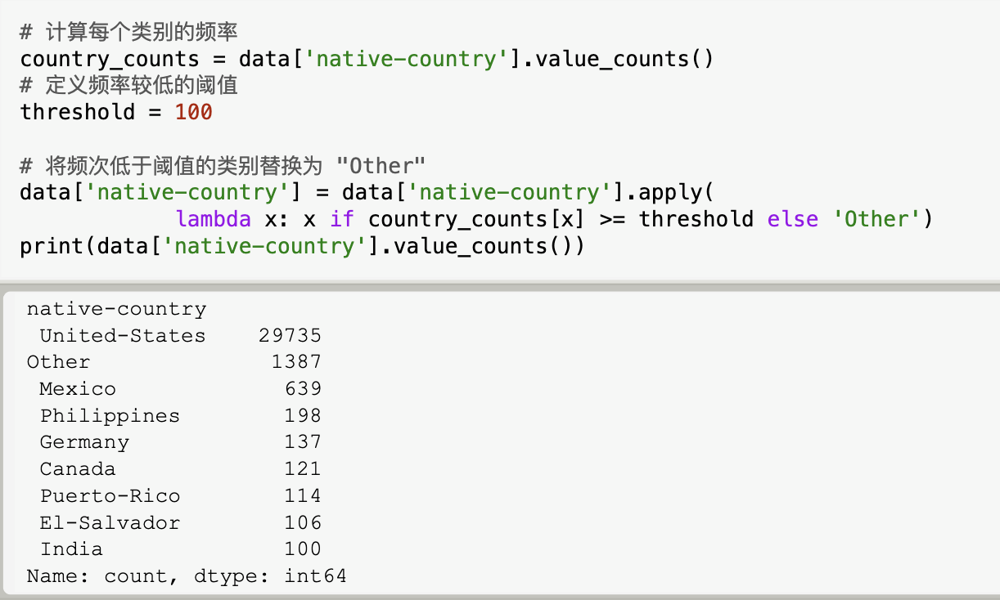 # 计算每个类别的频率
country_counts = data['native-country'].value_counts()
# 定义频率较低的阈值
threshold = 100

# 将频次低于阈值的类别替换为 "Other"
data['native-country'] = data['native-country'].apply(
            lambda x: x if country_counts[x] >= threshold else 'Other')
print(data['native-country'].value_counts())
native-country
 United-States    29735
Other              1387
 Mexico             639
 Philippines        198
 Germany            137
 Canada             121
 Puerto-Rico        114
 El-Salvador        106
 India              100
Name: count, dtype: int64